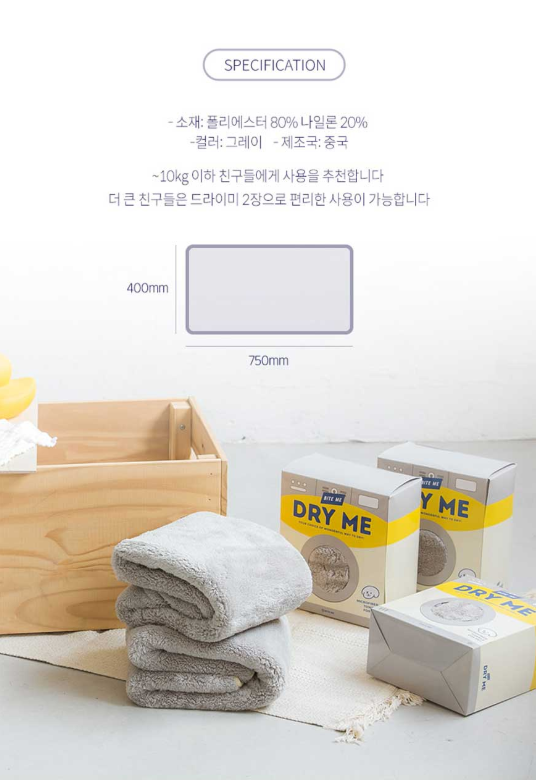 SPECIFICATION
- 소재: 폴리에스터 80% 나일론 20%
-컬러: 그레이 - 제조국: 중국
~10kg 이하 친구들에게 사용을 추천합니다
더 큰 친구들은 드라이미 2장으로 편리한 사용이 가능합니다
400mm
750mm
BITE ME
DRY ME
BITE ME
Y ME
DRY ME
DRY ME